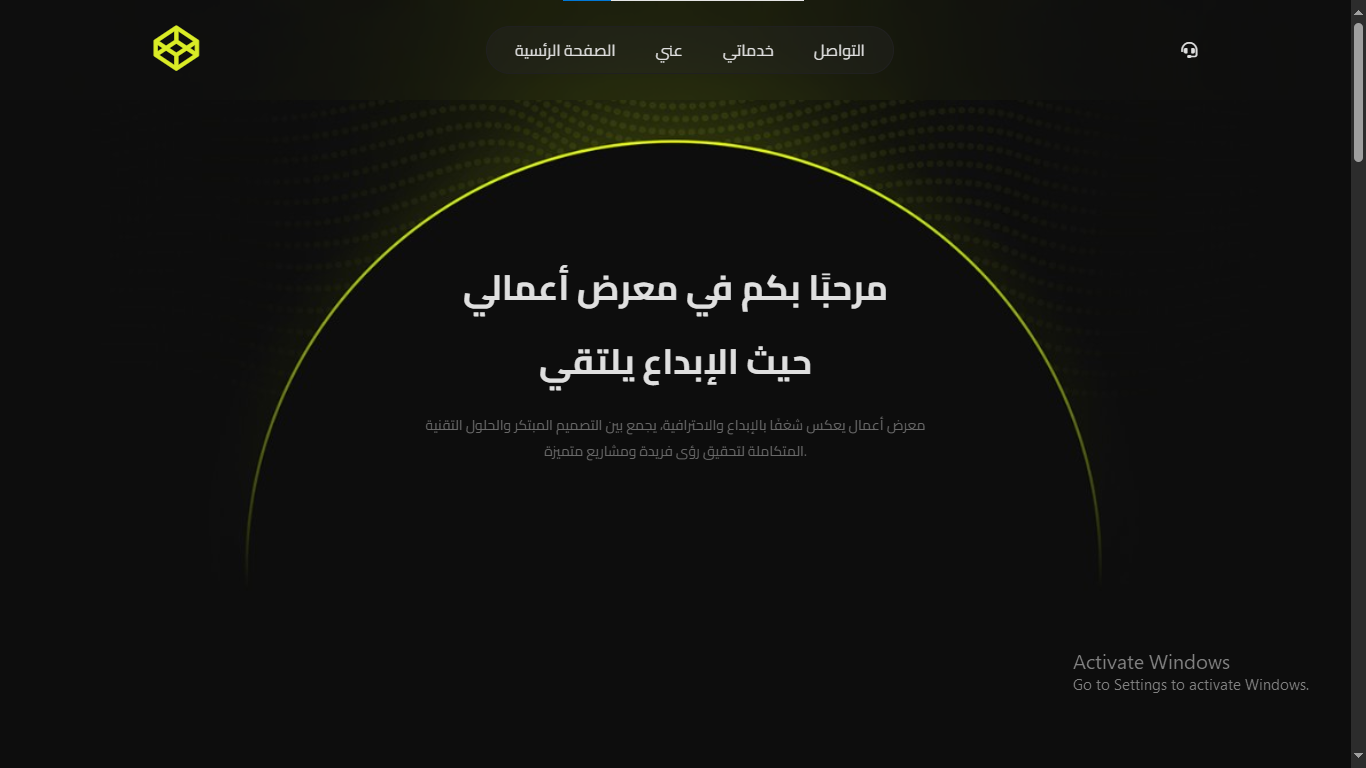 الصفحة الرئسية
عني
خدماتي
التواصل
مرحبًا بكم في معرض أعمالي
حيث الإبداع يلتقي
معرض أعمال يعكس شغفًا بالإبداع والاحترافية، يجمع بين التصميم المبتكر والحلول التقنية
المتكاملة لتحقيق رؤى فريدة ومشاريع متميزة.
Activate Windows
Go to Settings to activate Windows.